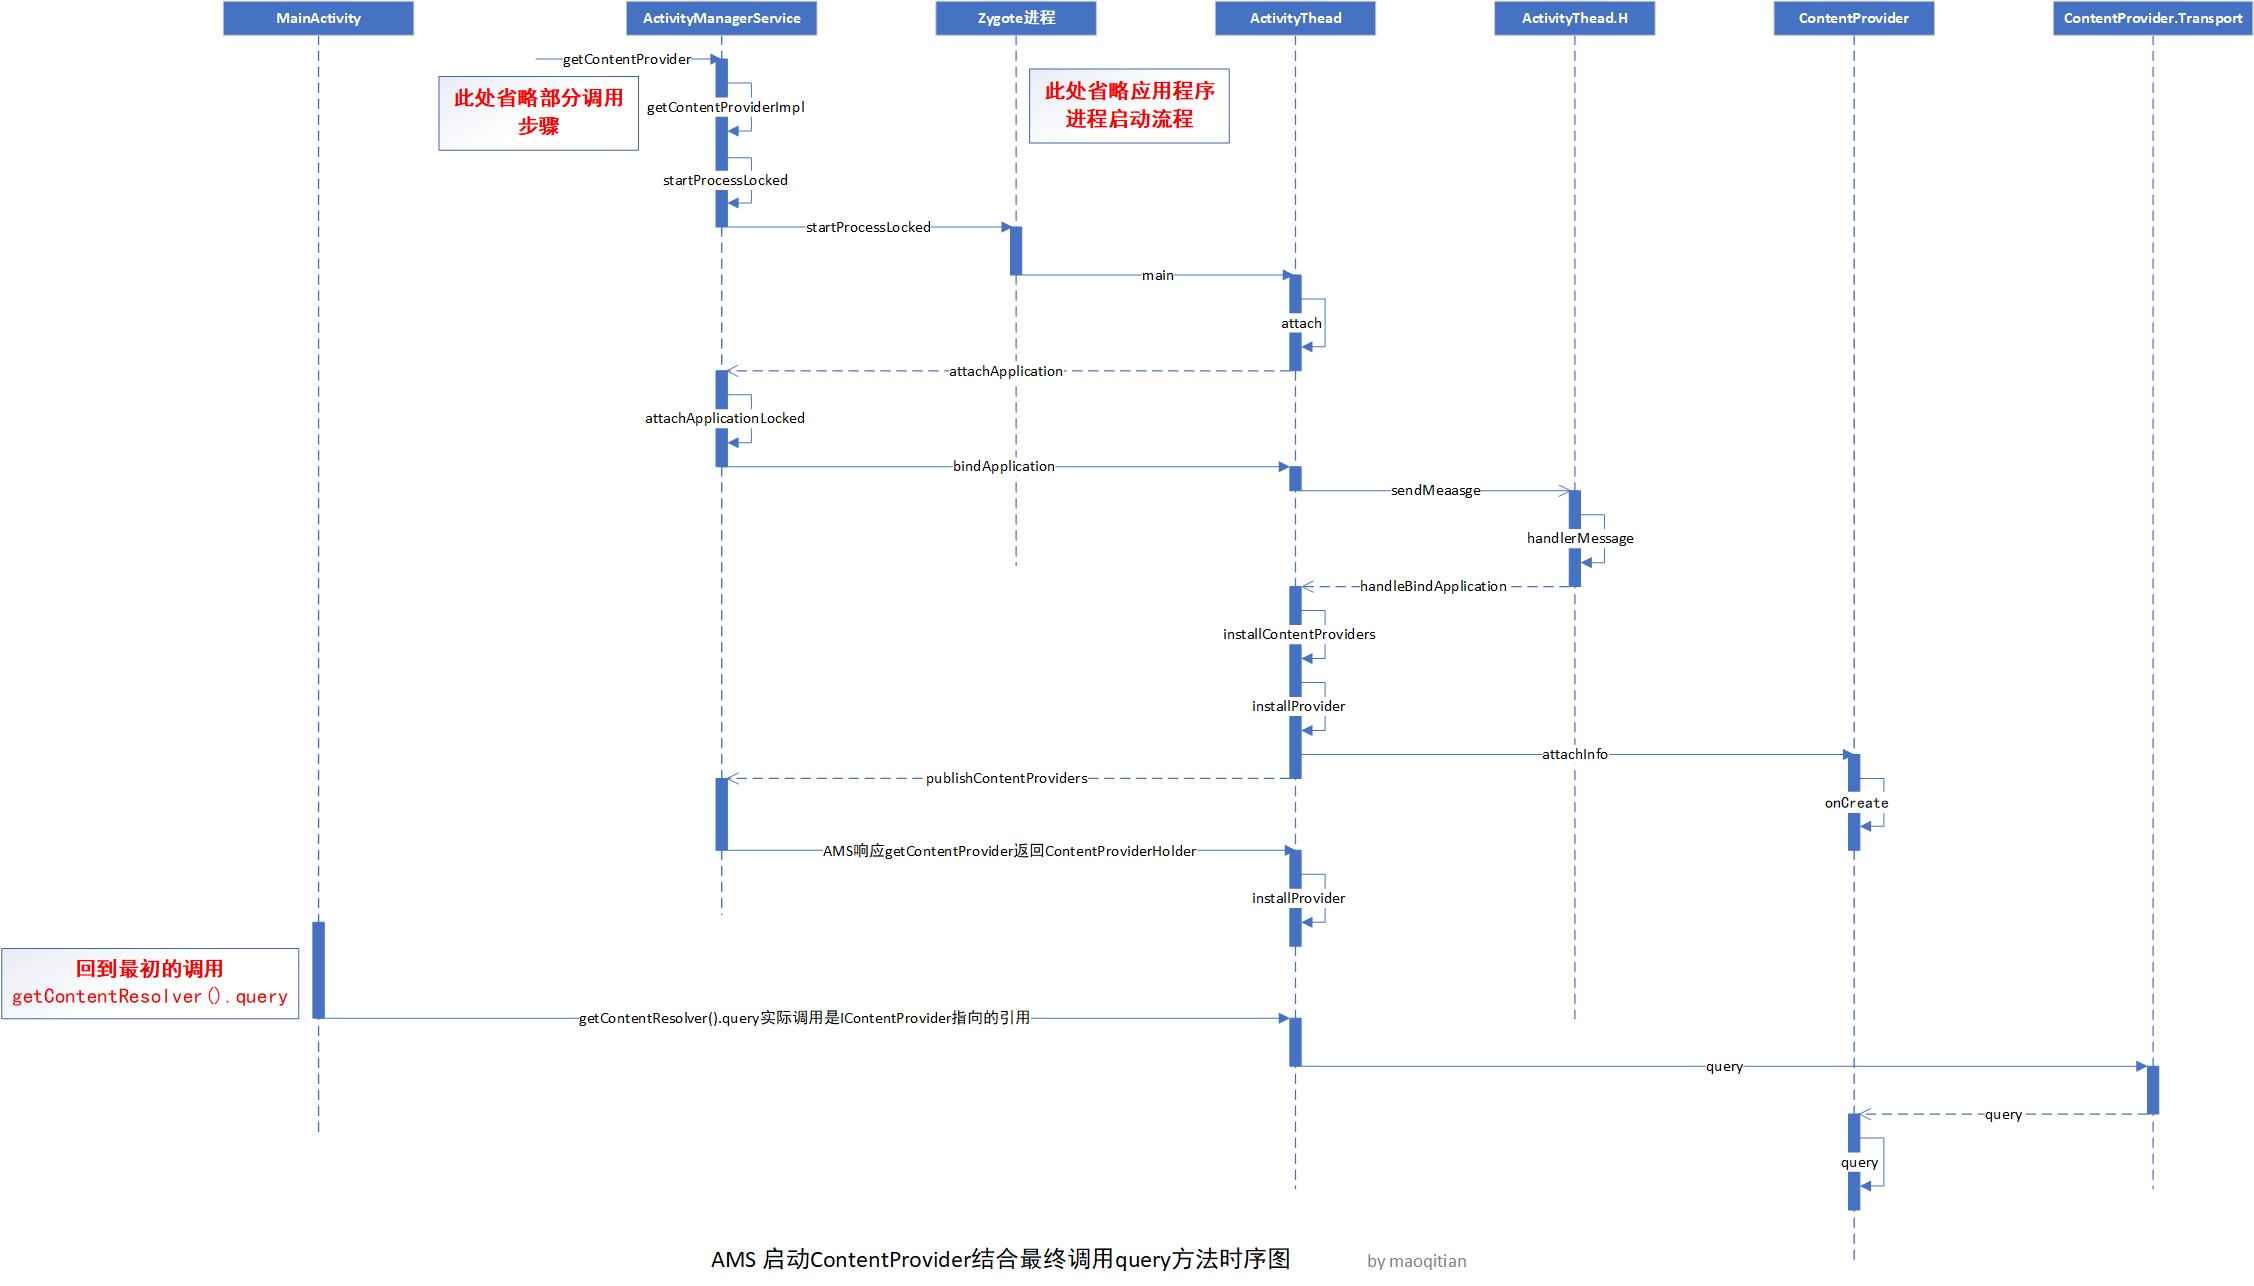 MainActivity
ActivityManagerService
Zygote进程
ActivityThead
ActivityThead.H
ContentProvider
ContentProvider.Transport
getContentProvider
此处省略部分调用
步骤
此处省略应用程序
进程启动流程
getContentProviderImpl
startProcessLocked
startProcessLocked
main
attach
attachApplication
attachApplicationLocked
bindApplication
sendMeaasge
handlerMessage
handleBindApplication
installContentProviders
installProvider
attachInfo
publishContentProviders
onCreate
AMS响应getContentProvider返回ContentProviderHolder
installProvider
回到最初的调用
getContentResolver().query
getContentResolver().query实际调用是IContentProvider指向的引用
query
query
query
AMS 启动ContentProvider结合最终调用query方法时序图
by maoqitian